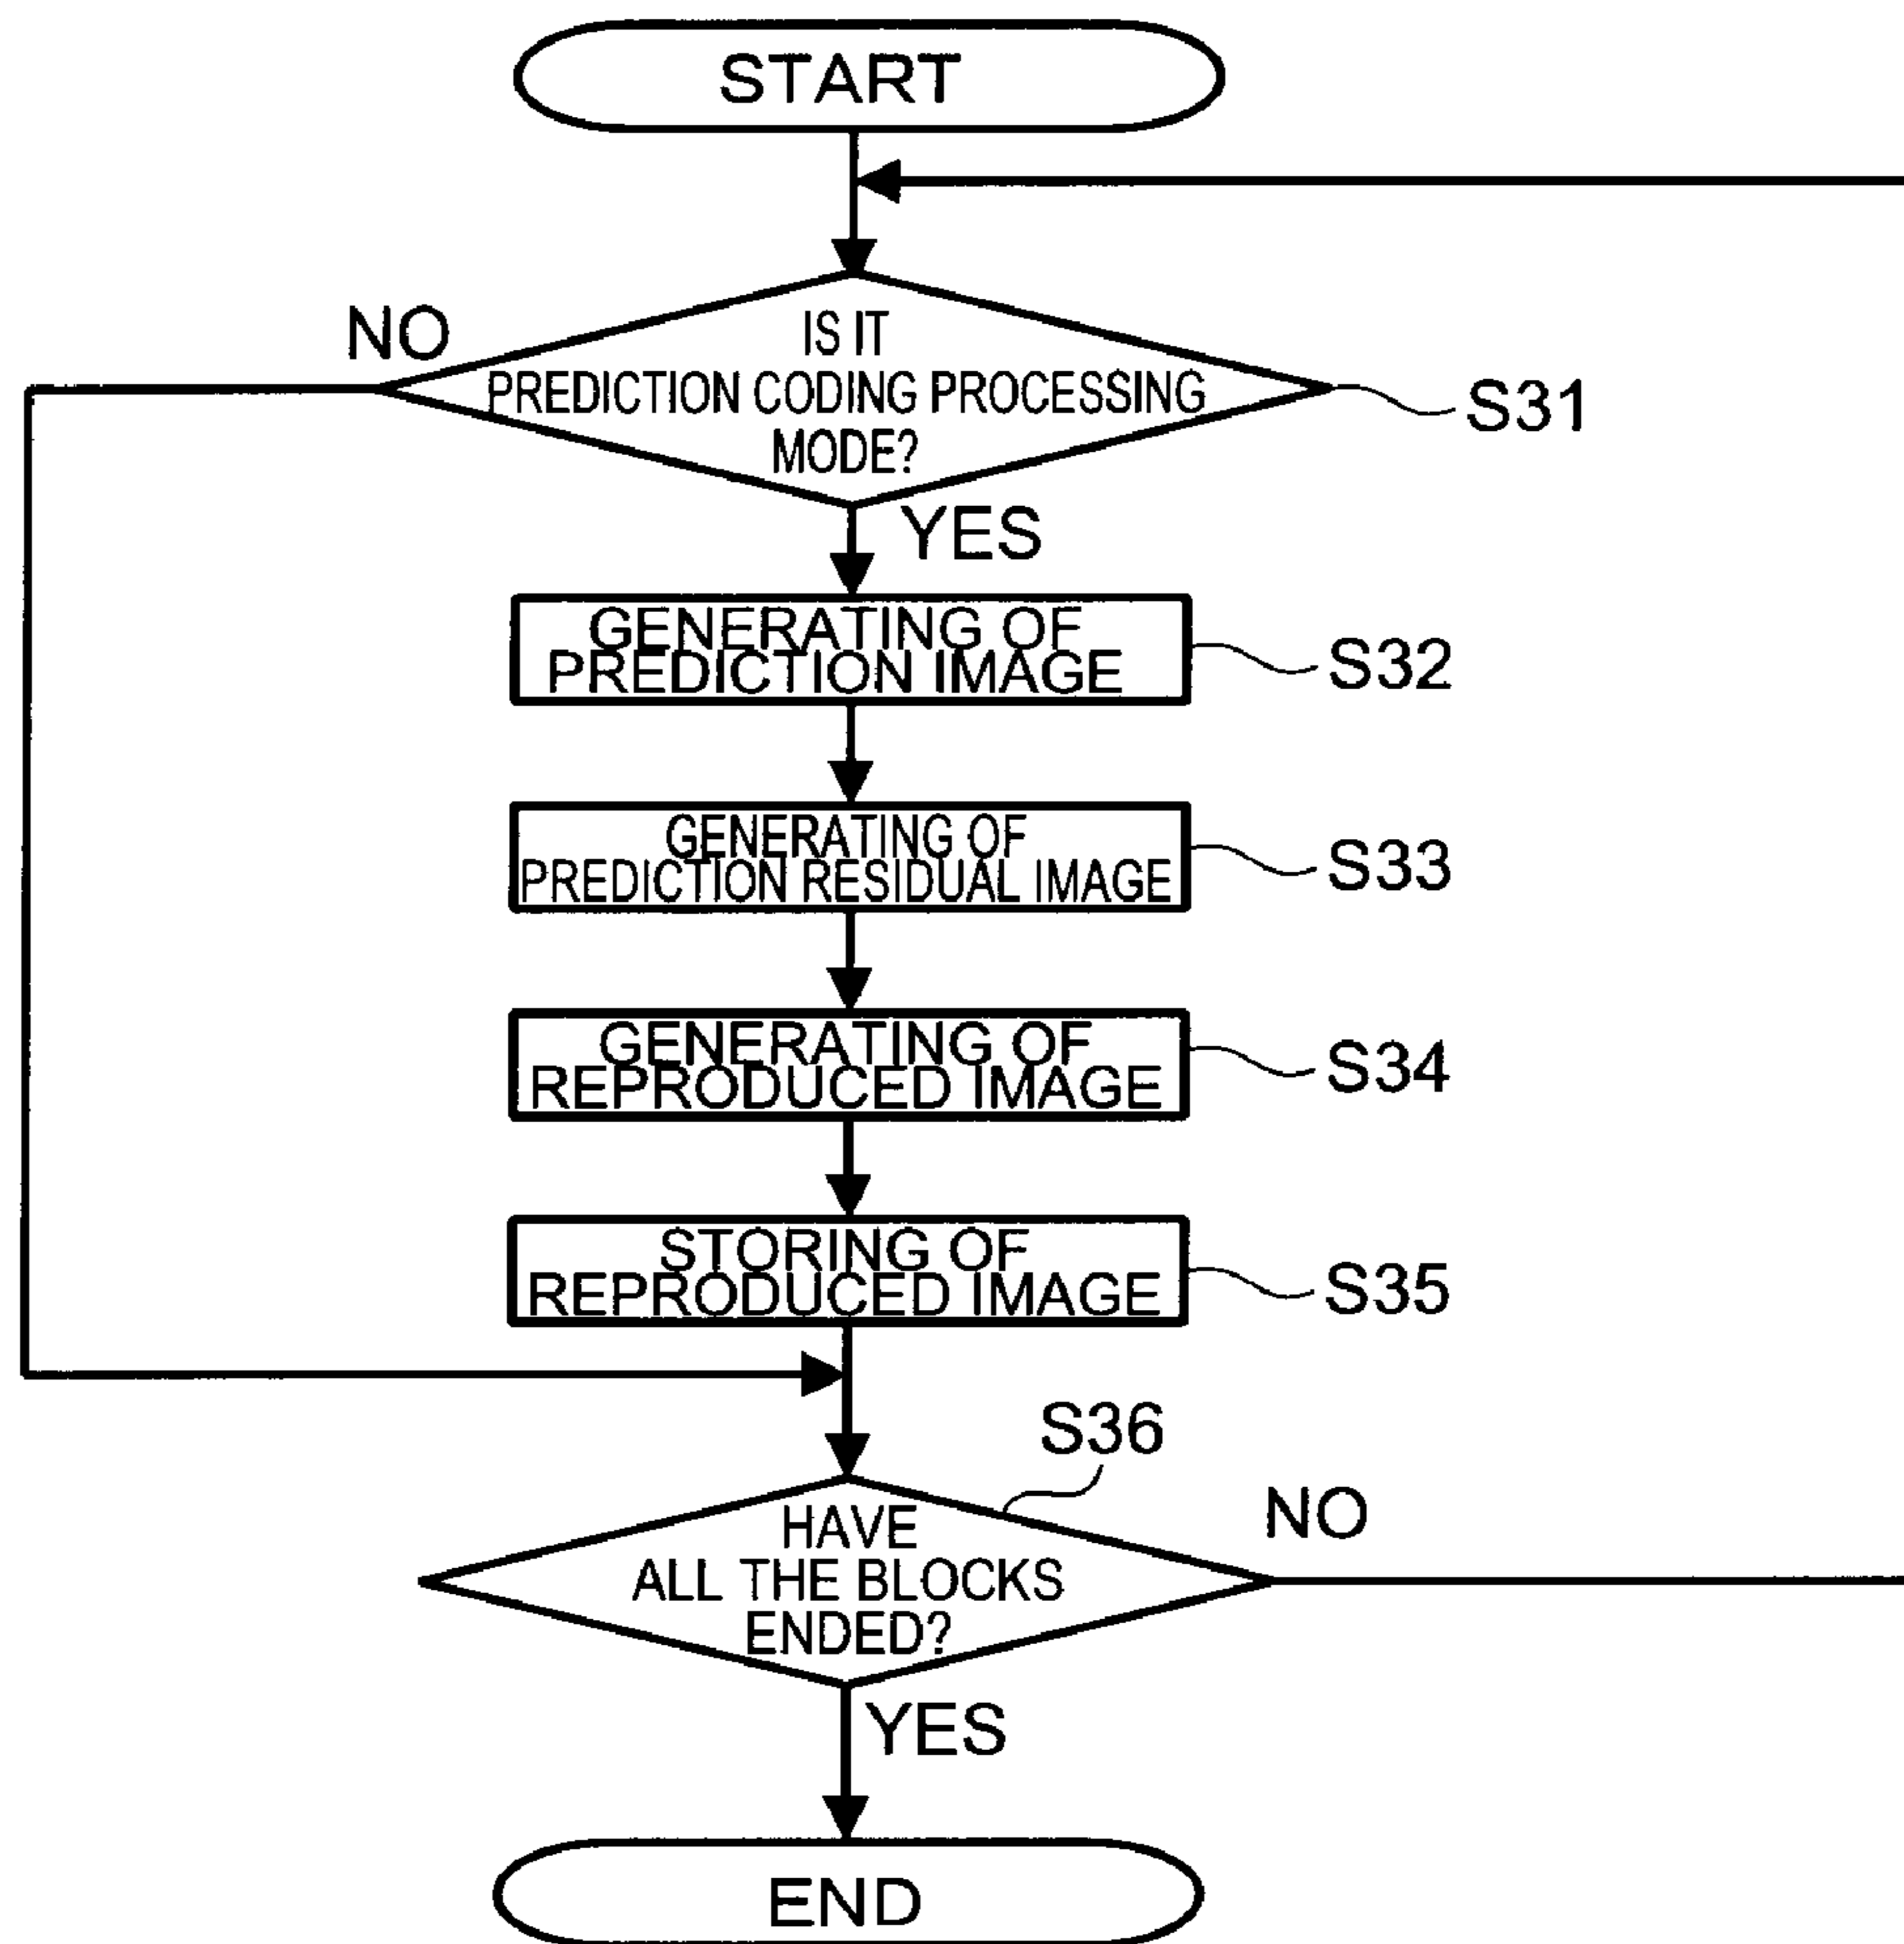 START
NO
IS IT
PREDICTION CODING PROCESSING
MODE?
S31
YES
GENERATING OF
PREDICTION IMAGE
S32
GENERATING OF
PREDICTION RESIDUAL IMAGE
S33
GENERATING OF
REPRODUCED IMAGE
S34
STORING OF
REPRODUCED IMAGE
S35
S36
HAVE
ALL THE BLOCKS
ENDED?
NO
YES
END